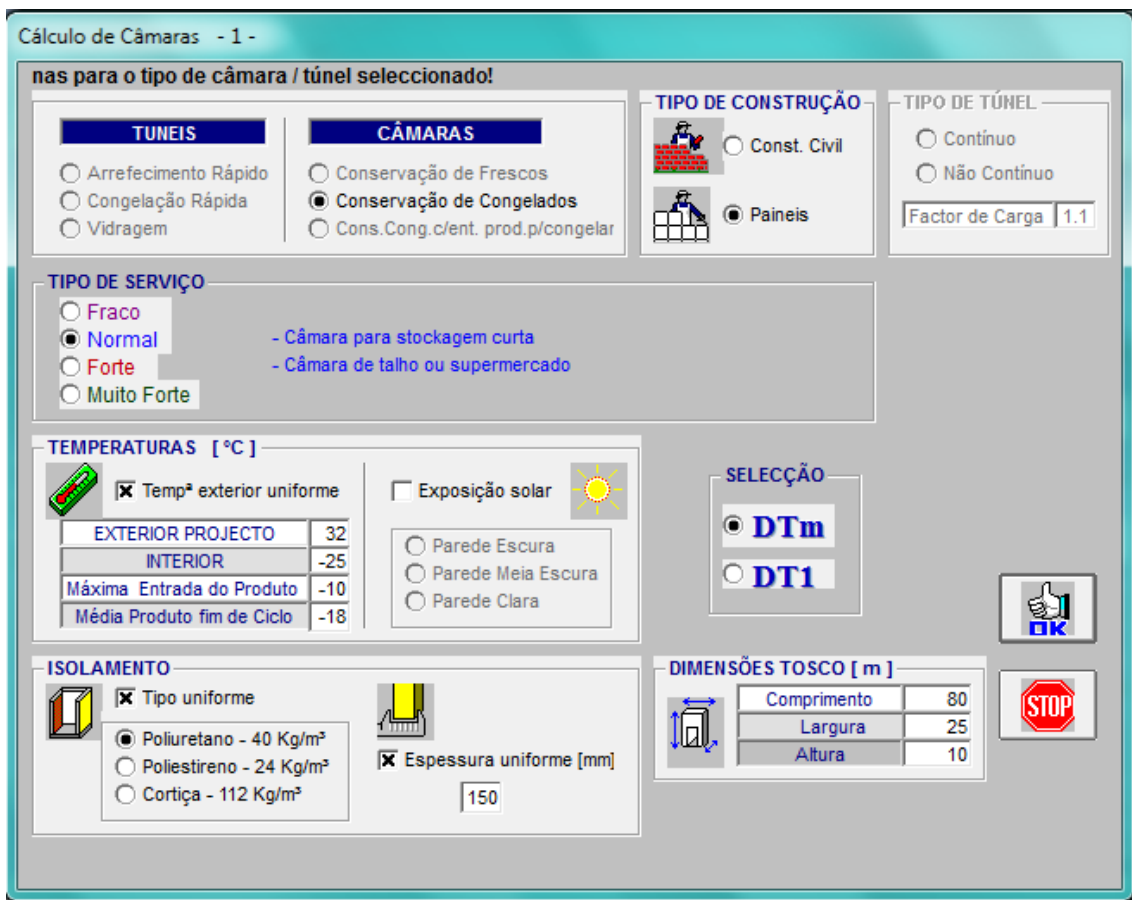 Cálculo de Câmaras - 1 -
nas para o tipo de câmara / túnel seleccionado!
TUNEIS
Arrefecimento Rápido
Congelação Rápida
Vidragem
CÂMARAS
Conservação de Frescos
Conservação de Congelados
Cons.Cong.c/ent. prod.p/congelar
TIPO DE CONSTRUÇÃO
Const. Civil
Paineis
TIPO DE TÚNEL
Contínuo
Não Contínuo
Factor de Carga 1.1
TIPO DE SERVIÇO
Fraco
Normal - Câmara para stockagem curta
Forte - Câmara de talho ou supermercado
Muito Forte
TEMPERATURAS [ ºC ]
Tempª exterior uniforme
EXTERIOR PROJECTO 32
INTERIOR -25
Máxima Entrada do Produto -10
Média Produto fim de Ciclo -18
Exposição solar
Parede Escura
Parede Meia Escura
Parede Clara
SELECÇÃO
DTm
DT1
OK
ISOLAMENTO
Tipo uniforme
Poliuretano - 40 Kg/m³
Poliestireno - 24 Kg/m³
Cortiça - 112 Kg/m³
Espessura uniforme [mm]
150
DIMENSÕES TOSCO [ m ]
Comprimento 80
Largura 25
Altura 10
STOP